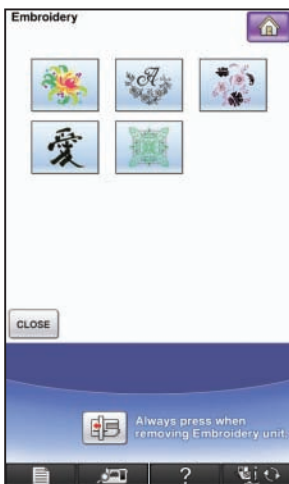 Embroidery
A
愛
CLOSE
Always press when
removing Embroidery unit.
?